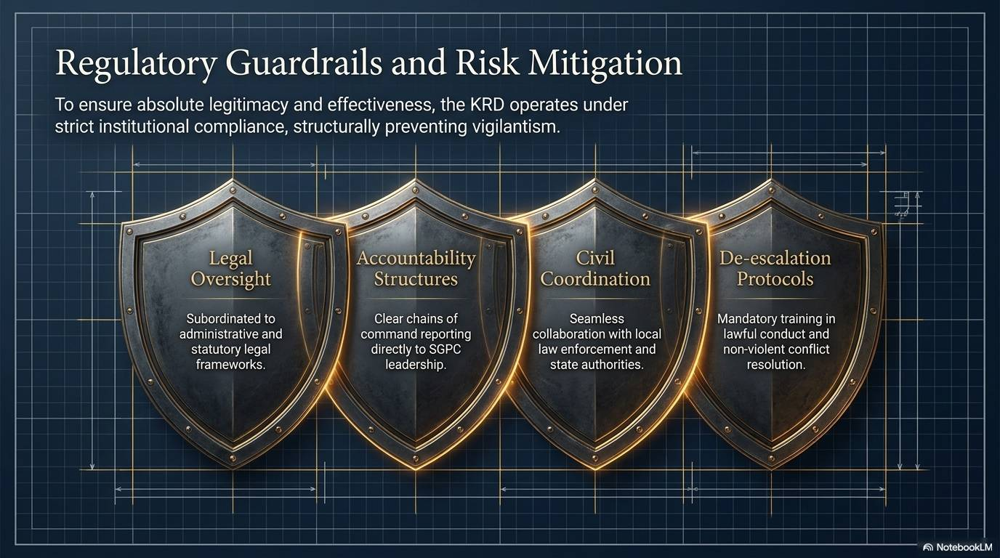 Regulatory Guardrails and Risk Mitigation
To ensure absolute legitimacy and effectiveness, the KRD operates under
strict institutional compliance, structurally preventing vigilantism.
Legal
Oversight
Subordinated to
administrative and
statutory legal
frameworks.
Accountability
Structures
Clear chains of
command reporting
directly to SGPC
leadership.
Civil
Coordination
Seamless
collaboration with local
law enforcement and
state authorities.
De-escalation
Protocols
Mandatory training in
lawful conduct and
non-violent conflict
resolution.
NotebookLM